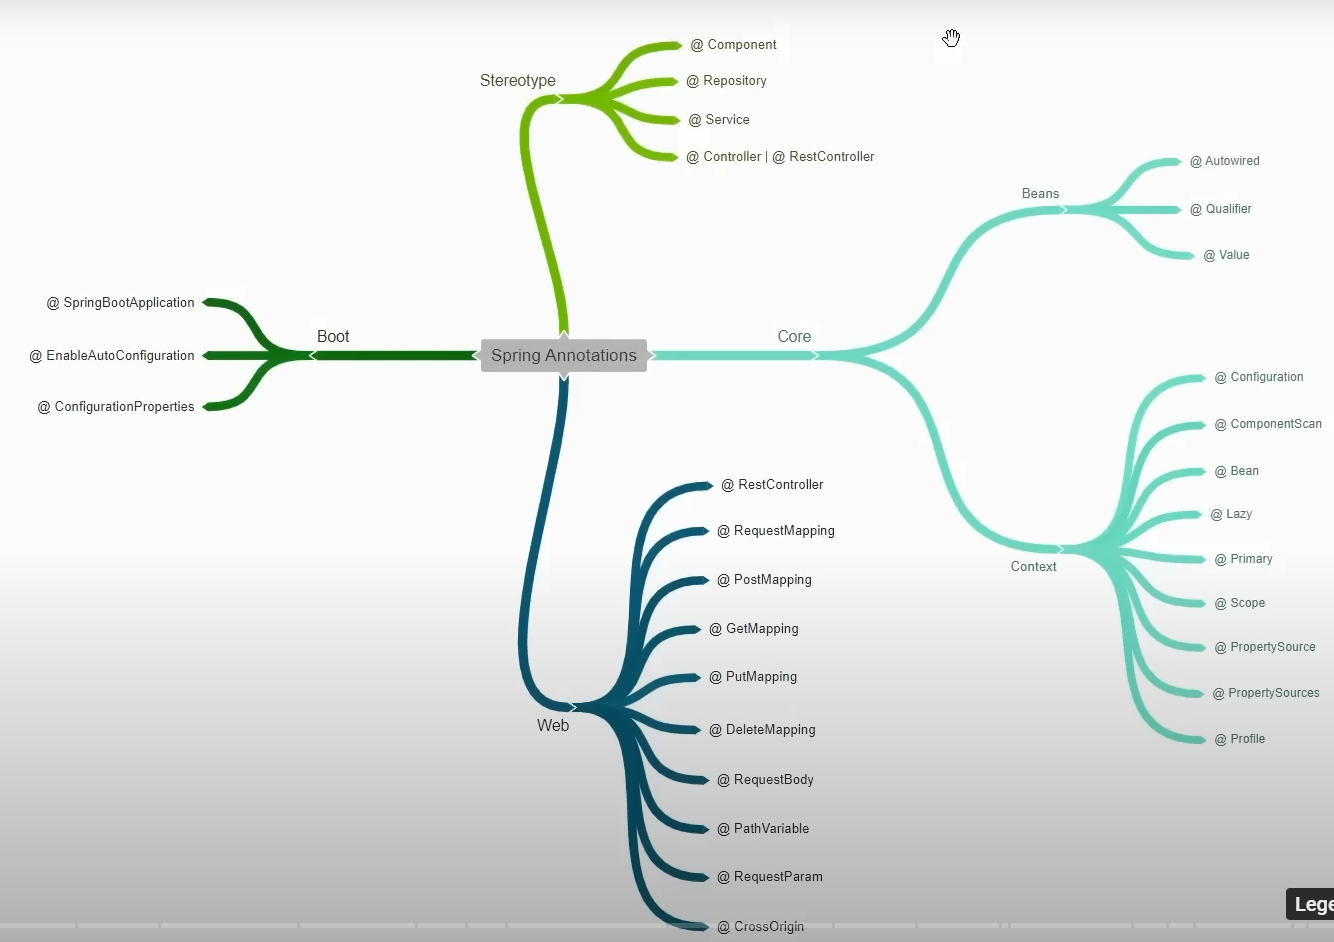 @ Component
Stereotype
@ Repository
@ Service
@ Controller | @ RestController
@ Autowired
Beans
@ Qualifier
@ Value
@ SpringBootApplication
Boot
@ EnableAutoConfiguration
@ ConfigurationProperties
Spring Annotations
Core
@ Configuration
@ ComponentScan
@ Bean
@ Lazy
@ Primary
Context
@ Scope
@ PropertySource
@ PropertySources
@ Profile
@ RestController
@ RequestMapping
@ PostMapping
@ GetMapping
@ PutMapping
Web
@ DeleteMapping
@ RequestBody
@ PathVariable
@ RequestParam
@ CrossOrigin
Lege